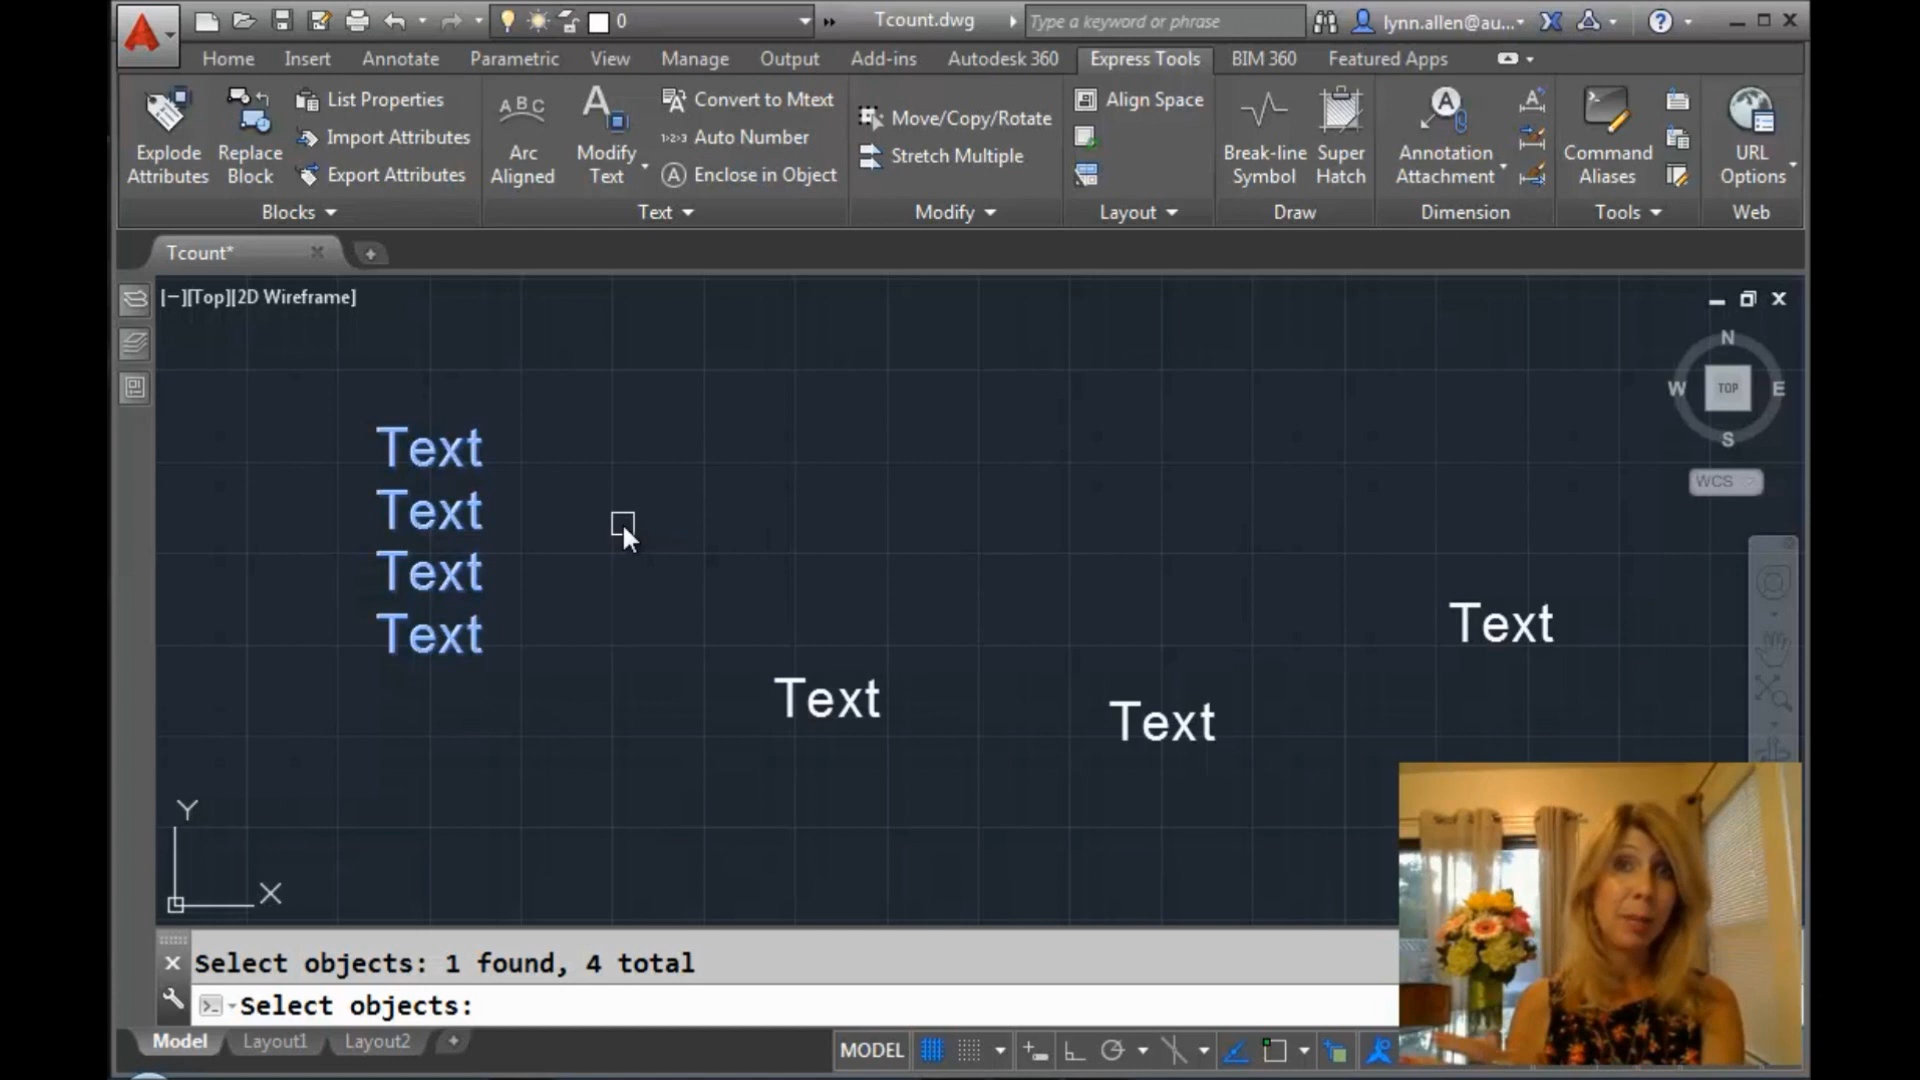 0
Tcount.dwg
Type a keyword or phrase
lynn.allen@au...
Home Insert Annotate Parametric View Manage Output Add-ins Autodesk 360 Express Tools BIM 360 Featured Apps
Explode Attributes
Replace Block
List Properties
Import Attributes
Export Attributes
Blocks
ABC
Arc Aligned
Modify Text
Convert to Mtext
1-2-3 Auto Number
Enclose in Object
Text
Move/Copy/Rotate
Stretch Multiple
Modify
Align Space
Layout
Break-line Symbol
Super Hatch
Draw
Annotation Attachment
Dimension
Command Aliases
Tools
URL Options
Web
Tcount*
[−][Top][2D Wireframe]
N
W TOP E
S
WCS
Text
Text
Text
Text
Text
Text
Text
Y
X
Select objects: 1 found, 4 total
Select objects:
Model Layout1 Layout2
MODEL